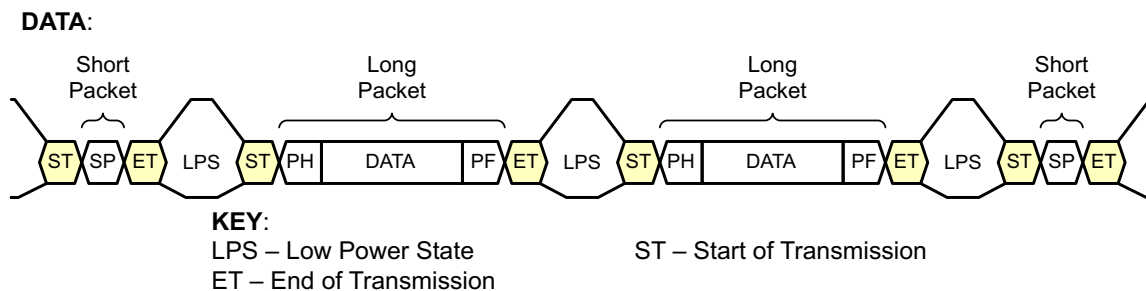 DATA:
Short Packet
Long Packet
Long Packet
Short Packet
ST SP ET LPS ST PH DATA PF ET LPS ST PH DATA PF ET LPS ST SP ET
KEY:
LPS – Low Power State
ST – Start of Transmission
ET – End of Transmission